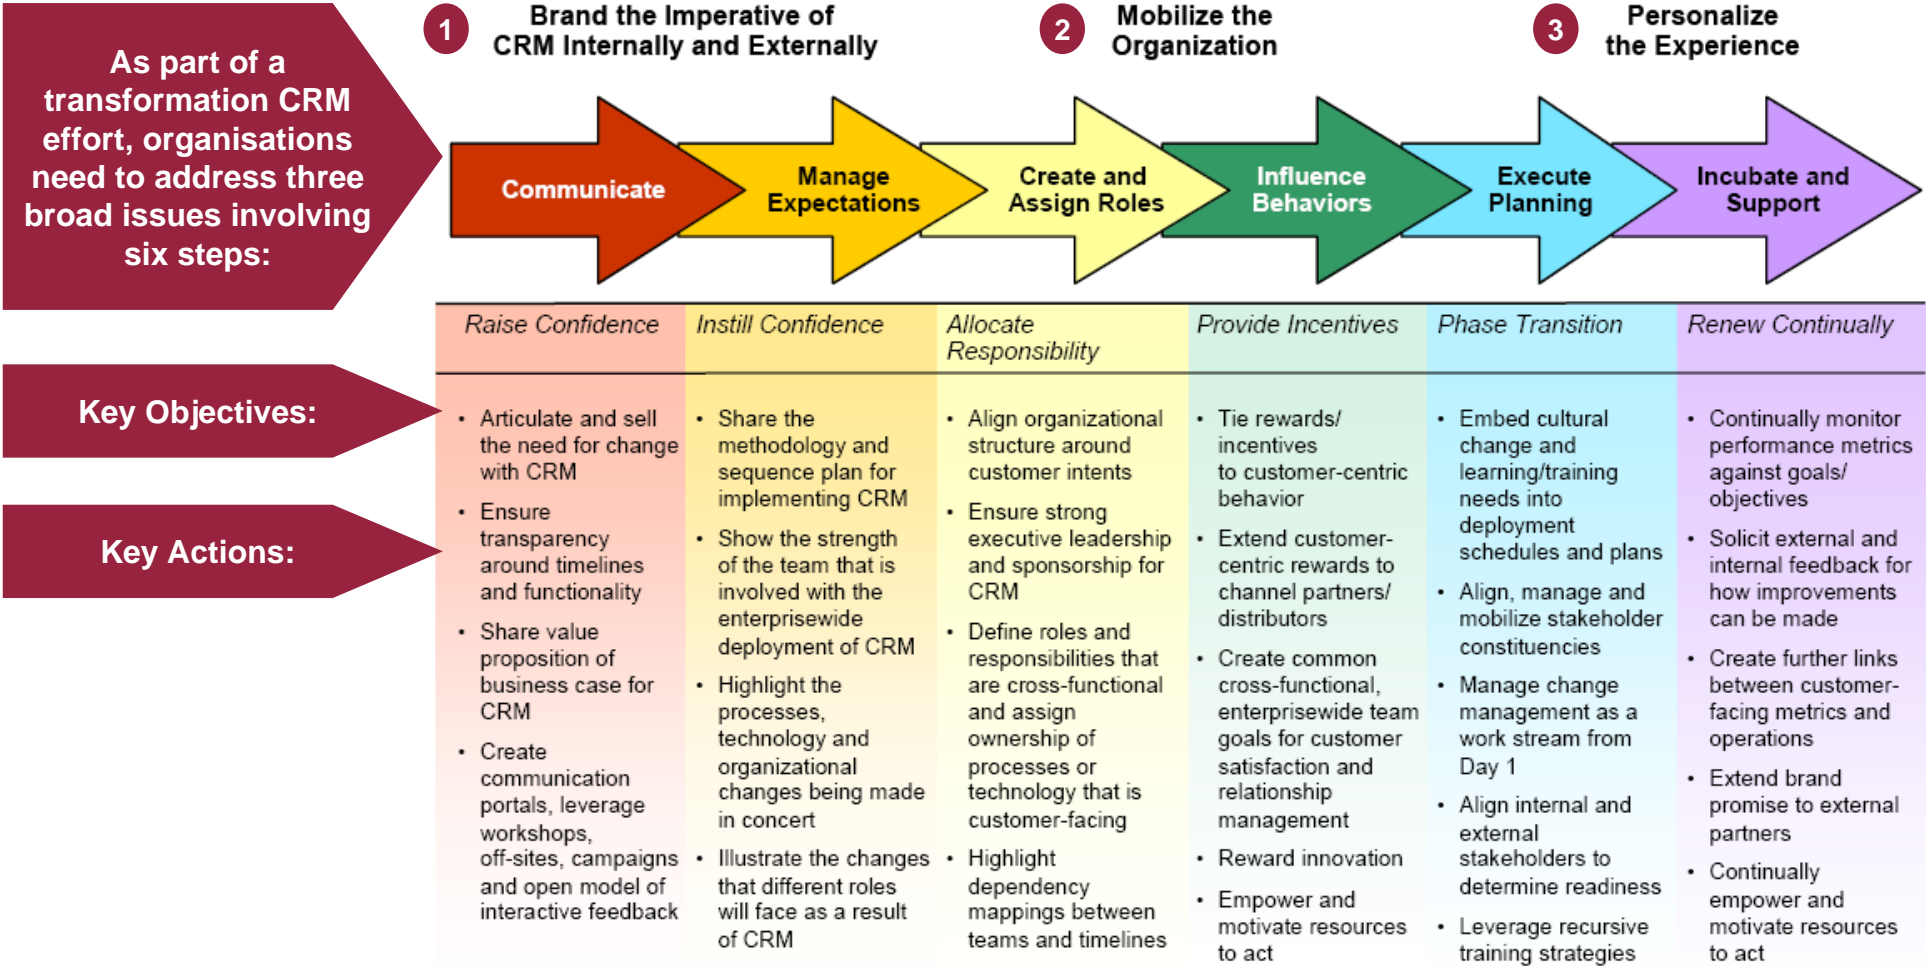 As part of a
transformation CRM
effort, organisations
need to address three
broad issues involving
six steps:
1
Brand the Imperative of
CRM Internally and Externally
2
Mobilize the
Organization
3
Personalize
the Experience
Communicate
Manage
Expectations
Create and
Assign Roles
Influence
Behaviors
Execute
Planning
Incubate and
Support
Key Objectives:
Raise Confidence
Instill Confidence
Allocate
Responsibility
Provide Incentives
Phase Transition
Renew Continually
Key Actions:
• Articulate and sell
the need for change
with CRM
• Ensure
transparency
around timelines
and functionality
• Share value
proposition of
business case for
CRM
• Create
communication
portals, leverage
workshops,
off-sites, campaigns
and open model of
interactive feedback
• Share the
methodology and
sequence plan for
implementing CRM
• Show the strength
of the team that is
involved with the
enterprisewide
deployment of CRM
• Highlight the
processes,
technology and
organizational
changes being made
in concert
• Illustrate the changes
that different roles
will face as a result
of CRM
• Align organizational
structure around
customer intents
• Ensure strong
executive leadership
and sponsorship for
CRM
• Define roles and
responsibilities that
are cross-functional
and assign
ownership of
processes or
technology that is
customer-facing
• Highlight
dependency
mappings between
teams and timelines
• Tie rewards/
incentives
to customer-centric
behavior
• Extend customer-
centric rewards to
channel partners/
distributors
• Create common
cross-functional,
enterprisewide team
goals for customer
satisfaction and
relationship
management
• Reward innovation
• Empower and
motivate resources
to act
• Embed cultural
change and
learning/training
needs into
deployment
schedules and plans
• Align, manage and
mobilize stakeholder
constituencies
• Manage change
management as a
work stream from
Day 1
• Align internal and
external
stakeholders to
determine readiness
• Leverage recursive
training strategies
• Continually monitor
performance metrics
against goals/
objectives
• Solicit external and
internal feedback for
how improvements
can be made
• Create further links
between customer-
facing metrics and
operations
• Extend brand
promise to external
partners
• Continually
empower and
motivate resources
to act